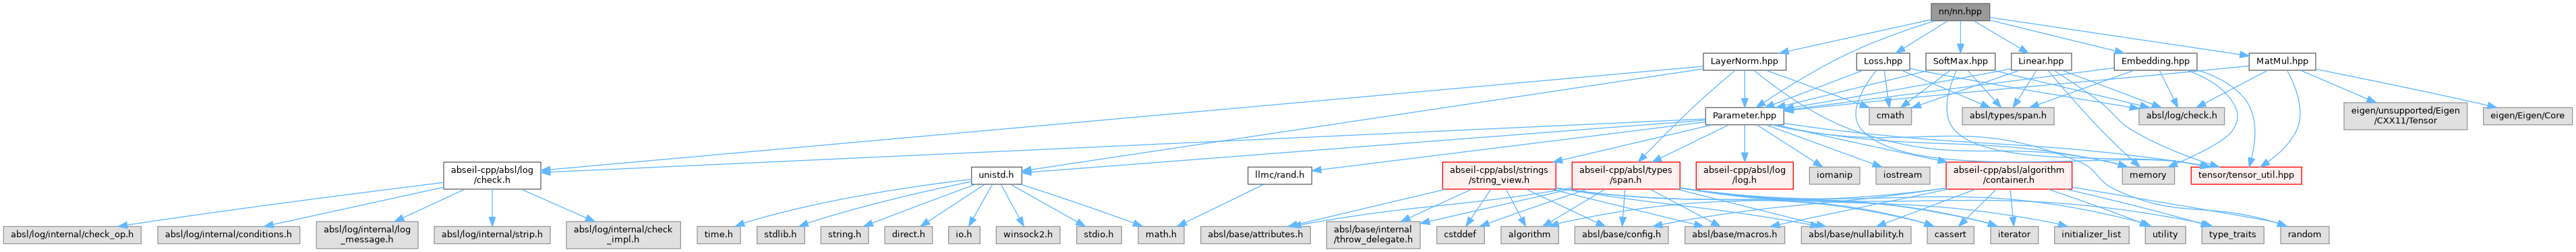 nn/nn.hpp
LayerNorm.hpp
Loss.hpp
SoftMax.hpp
Linear.hpp
Embedding.hpp
MatMul.hpp
Parameter.hpp
cmath
absl/types/span.h
absl/log/check.h
eigen/unsupported/Eigen
/CXX11/Tensor
eigen/Eigen/Core
abseil-cpp/absl/log
/check.h
unistd.h
llmc/rand.h
abseil-cpp/absl/strings
/string_view.h
abseil-cpp/absl/types
/span.h
abseil-cpp/absl/log
/log.h
iomanip
iostream
abseil-cpp/absl/algorithm
/container.h
memory
tensor/tensor_util.hpp
absl/log/internal/check_op.h
absl/log/internal/conditions.h
absl/log/internal/log
_message.h
absl/log/internal/strip.h
absl/log/internal/check
_impl.h
time.h
stdlib.h
string.h
direct.h
io.h
winsock2.h
stdio.h
math.h
absl/base/attributes.h
absl/base/internal
/throw_delegate.h
cstddef
algorithm
absl/base/config.h
absl/base/macros.h
absl/base/nullability.h
cassert
iterator
initializer_list
utility
type_traits
random